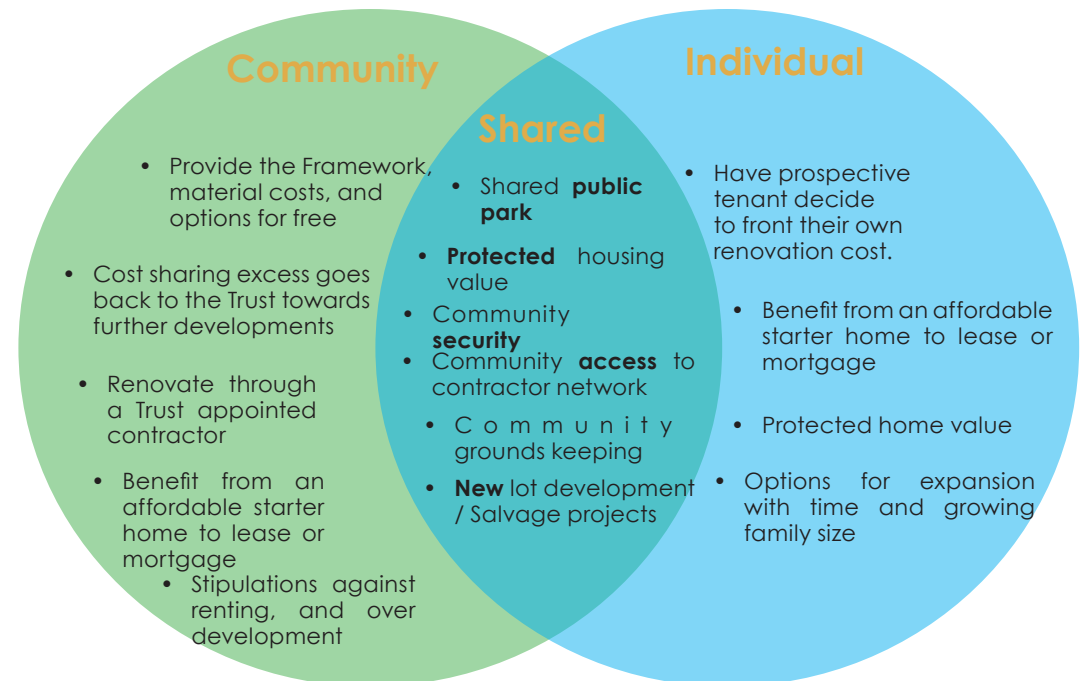 Community
• Provide the Framework,
material costs, and
options for free
• Cost sharing excess goes
back to the Trust towards
further developments
• Renovate through
a Trust appointed
contractor
• Benefit from an
affordable starter
home to lease or
mortgage
• Stipulations against
renting, and over
development
Shared
• Shared public
park
• Protected housing
value
• Community
security
• Community access to
contractor network
• Community
grounds keeping
• New lot development
/ Salvage projects
Individual
• Have prospective
tenant decide
to front their own
renovation cost.
• Benefit from an affordable
starter home to lease or
mortgage
• Protected home value
• Options for expansion
with time and growing
family size